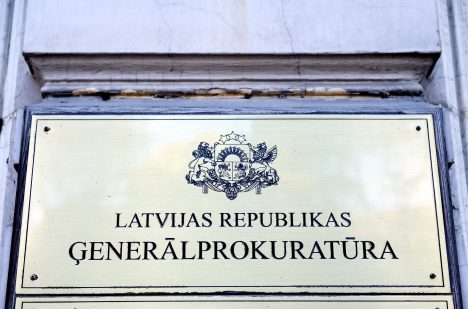 LATVIJAS REPUBLIKAS
ĢENERĀLPROKURATŪRA